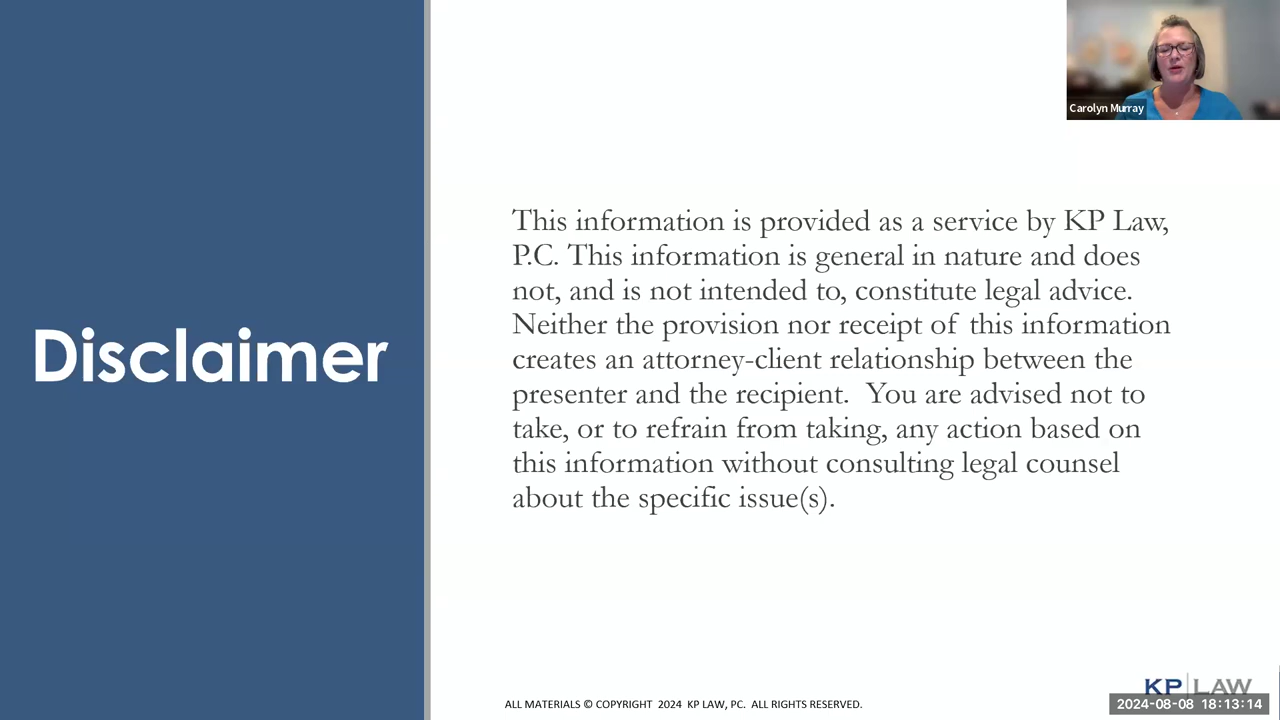 Carolyn Murray
Disclaimer
This information is provided as a service by KP Law,
P.C. This information is general in nature and does
not, and is not intended to, constitute legal advice.
Neither the provision nor receipt of this information
creates an attorney-client relationship between the
presenter and the recipient.  You are advised not to
take, or to refrain from taking, any action based on
this information without consulting legal counsel
about the specific issue(s).
KP|LAW
ALL MATERIALS © COPYRIGHT  2024  KP LAW, PC.  ALL RIGHTS RESERVED.
2024-08-08  18:13:14